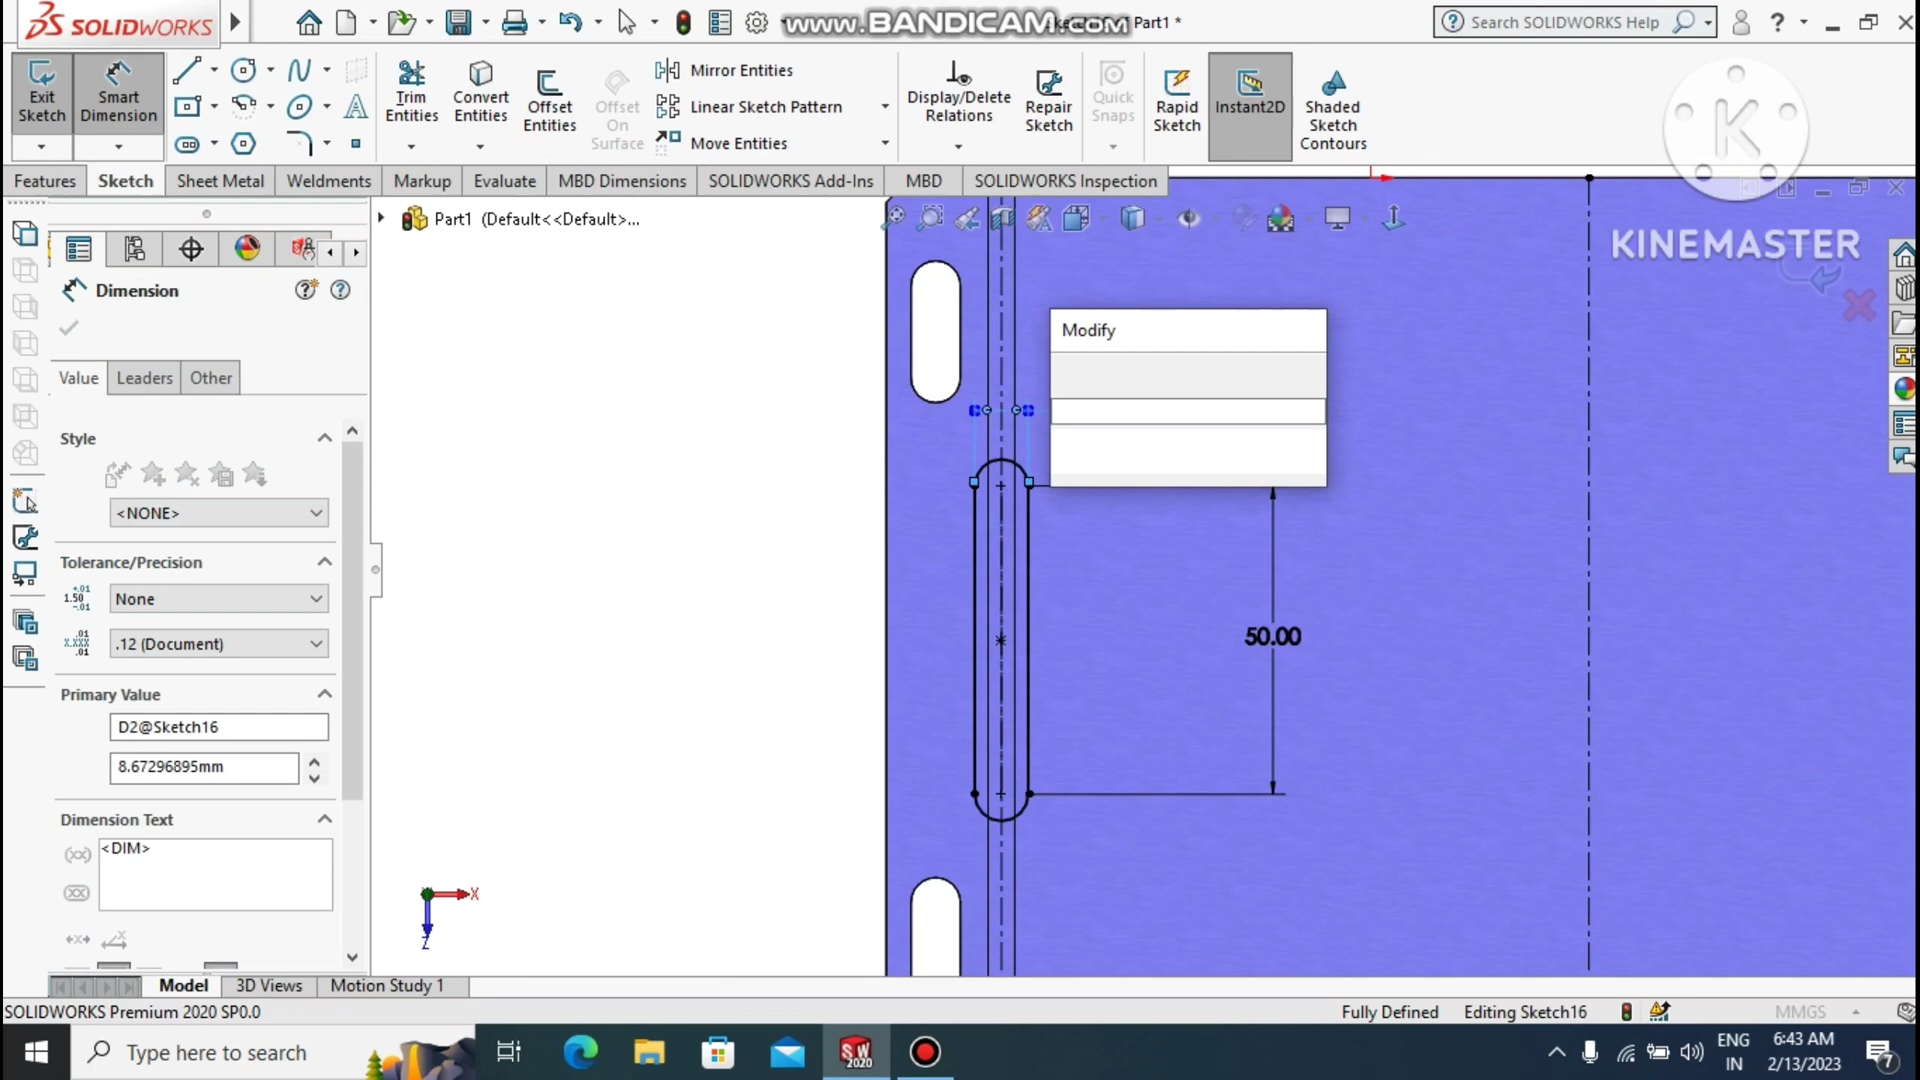 SOLIDWORKS
www.BANDICAM.com
Part1 *
Search SOLIDWORKS Help
Exit Sketch
Smart Dimension
Trim Entities
Convert Entities
Offset Entities
Offset On Surface
Mirror Entities
Linear Sketch Pattern
Move Entities
Display/Delete Relations
Repair Sketch
Quick Snaps
Rapid Sketch
Instant2D
Shaded Sketch Contours
K
Features
Sketch
Sheet Metal
Weldments
Markup
Evaluate
MBD Dimensions
SOLIDWORKS Add-Ins
MBD
SOLIDWORKS Inspection
Part1 (Default<<Default>...
KINEMASTER
Dimension
Value
Leaders
Other
Style
<NONE>
Tolerance/Precision
None
.12 (Document)
Primary Value
D2@Sketch16
8.67296895mm
Dimension Text
<DIM>
Modify
50.00
X
Z
Model
3D Views
Motion Study 1
SOLIDWORKS Premium 2020 SP0.0
Fully Defined
Editing Sketch16
MMGS
Type here to search
SW
2020
ENG
IN
6:43 AM
2/13/2023
7